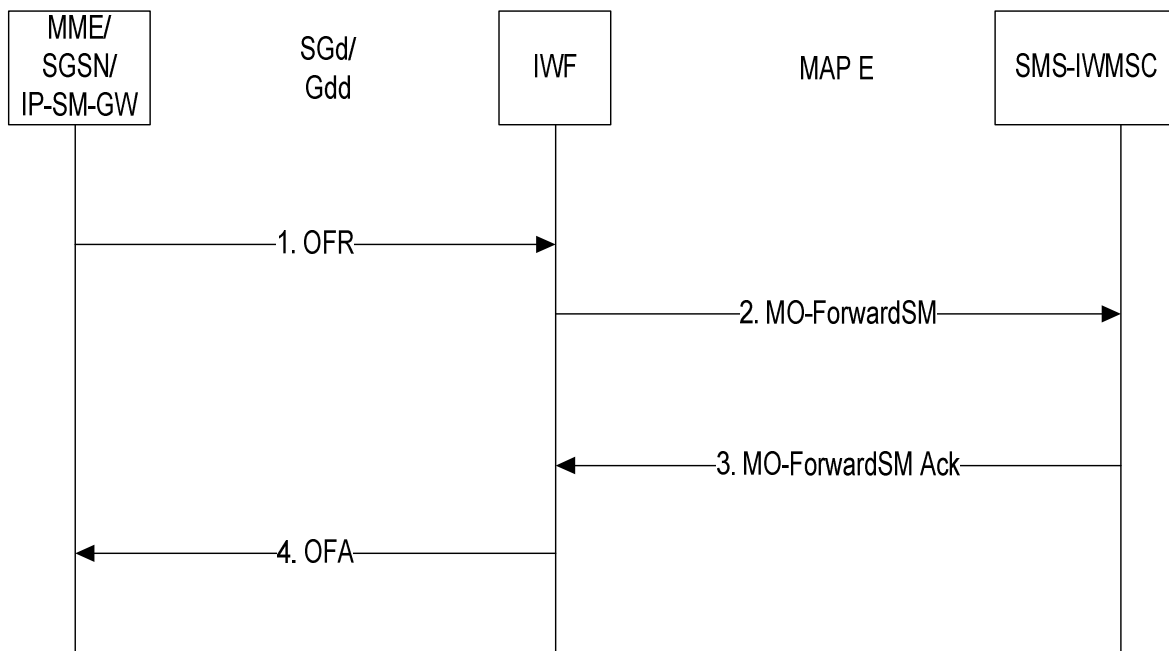 MME/
SGSN/
IP-SM-GW
SGd/
Gdd
IWF
MAP E
SMS-IWMSC
1. OFR
2. MO-ForwardSM
3. MO-ForwardSM Ack
4. OFA